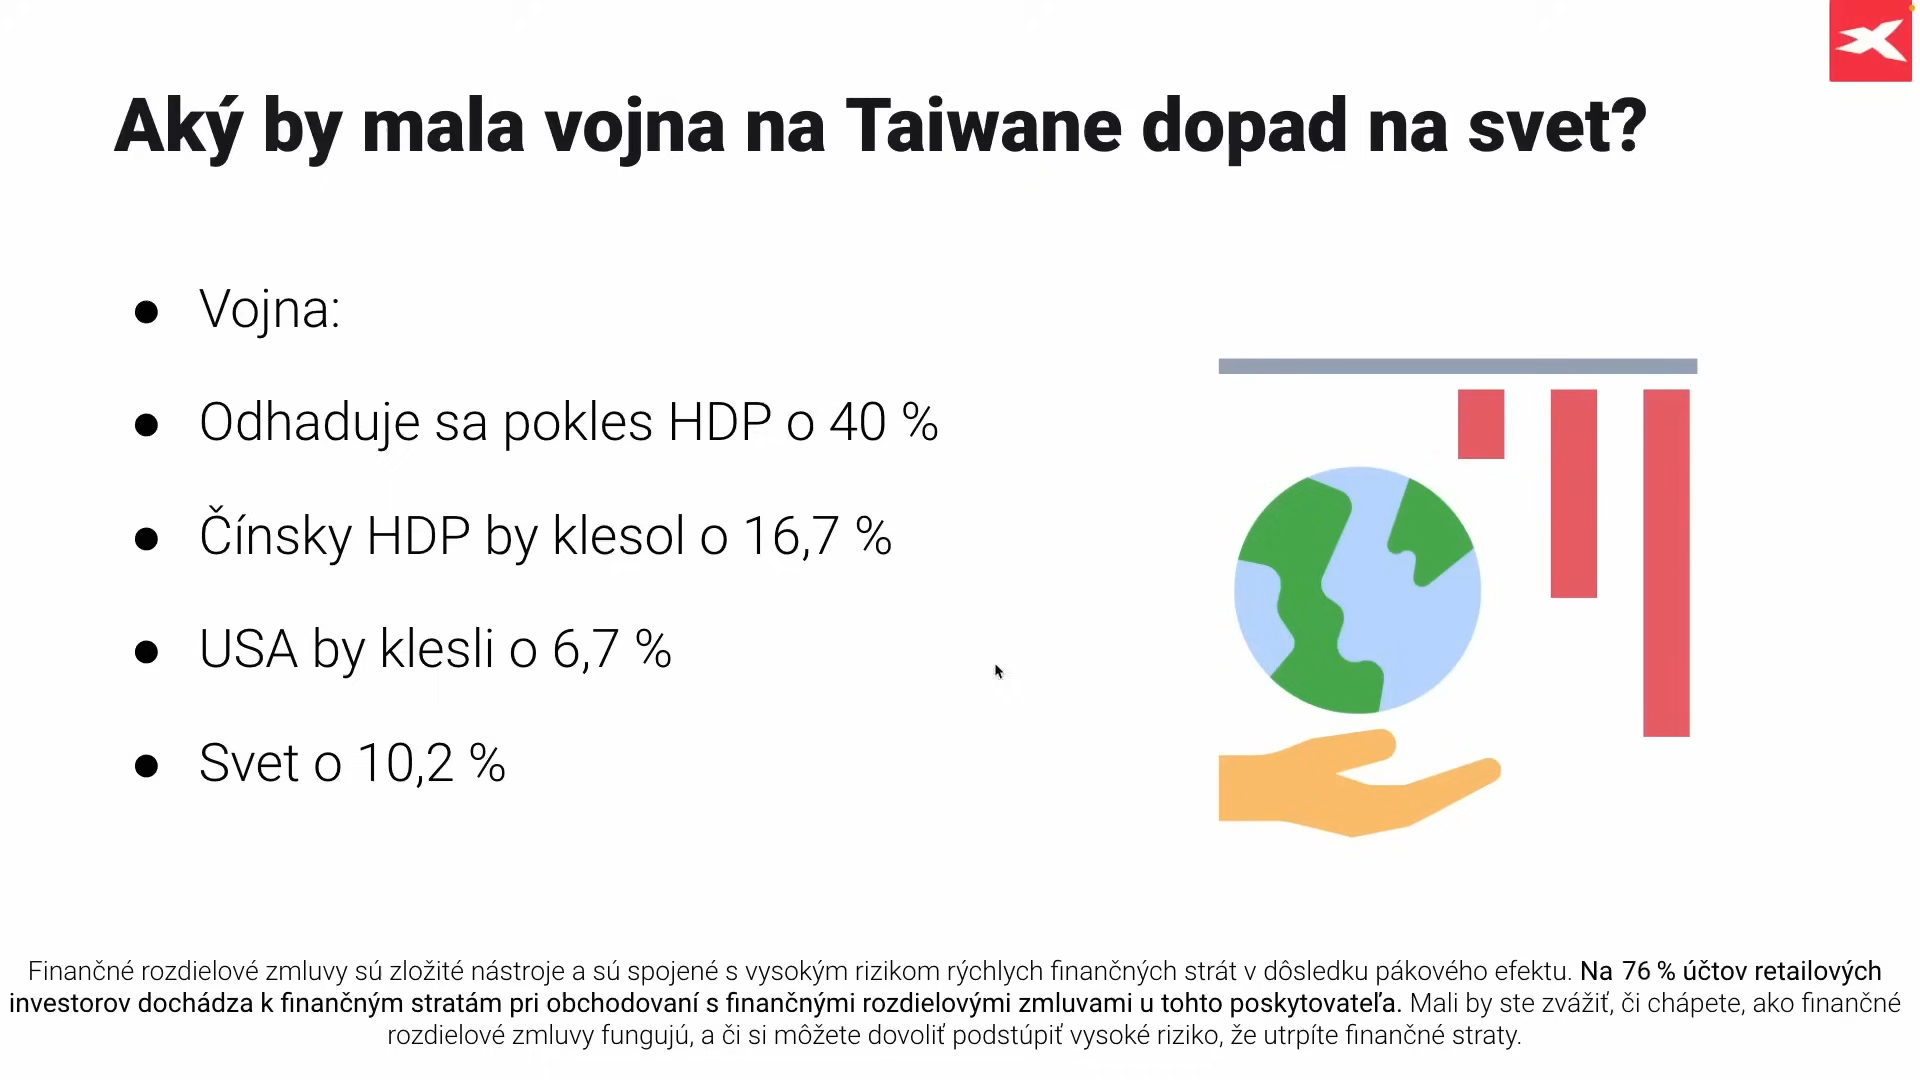 Aký by mala vojna na Taiwane dopad na svet?
● Vojna:
● Odhaduje sa pokles HDP o 40 %
● Čínsky HDP by klesol o 16,7 %
● USA by klesli o 6,7 %
● Svet o 10,2 %
Finančné rozdielové zmluvy sú zložité nástroje a sú spojené s vysokým rizikom rýchlych finančných strát v dôsledku pákového efektu. Na 76 % účtov retailových
investorov dochádza k finančným stratám pri obchodovaní s finančnými rozdielovými zmluvami u tohto poskytovateľa. Mali by ste zvážiť, či chápete, ako finančné
rozdielové zmluvy fungujú, a či si môžete dovoliť podstúpiť vysoké riziko, že utrpíte finančné straty.